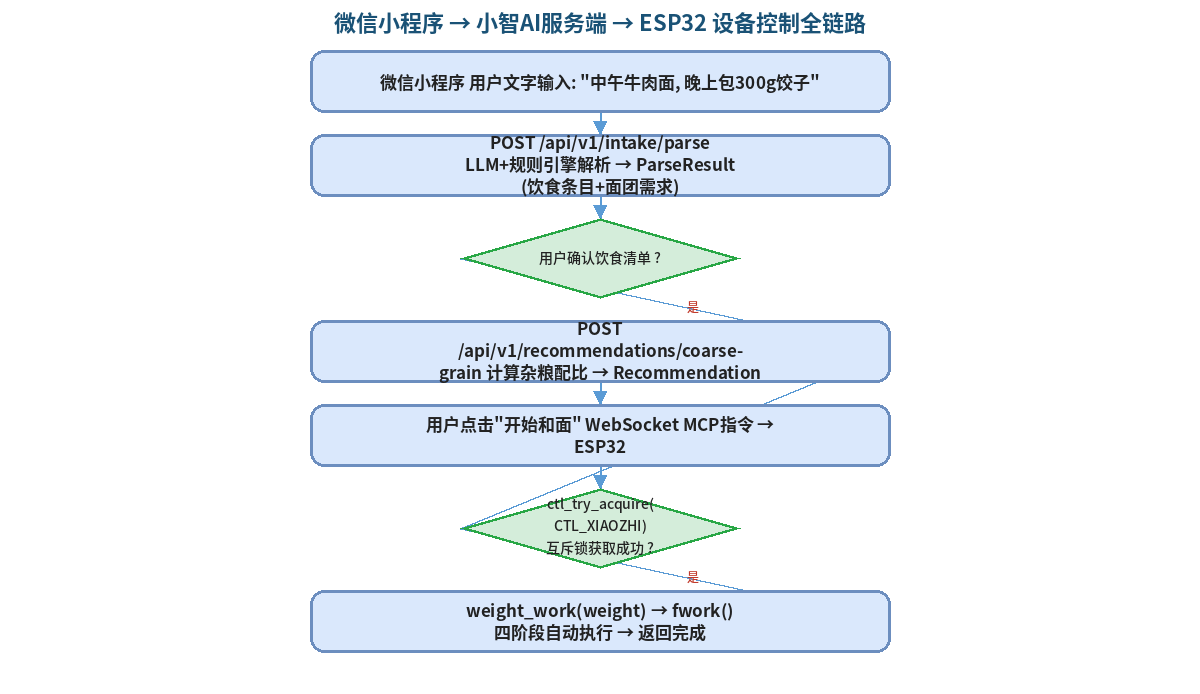 微信小程序 → 小智AI服务端 → ESP32 设备控制全链路
微信小程序 用户文字输入: "中午牛肉面, 晚上包300g饺子"
POST /api/v1/intake/parse
LLM+规则引擎解析 → ParseResult
(饮食条目+面团需求)
用户确认饮食清单？
是
POST
/api/v1/recommendations/coarse-
grain 计算杂粮配比 → Recommendation
用户点击"开始和面" WebSocket MCP指令 →
ESP32
ctl_try_acquire(
CTL_XIAOZHI)
互斥锁获取成功？
是
weight_work(weight) → fwork()
四阶段自动执行 → 返回完成